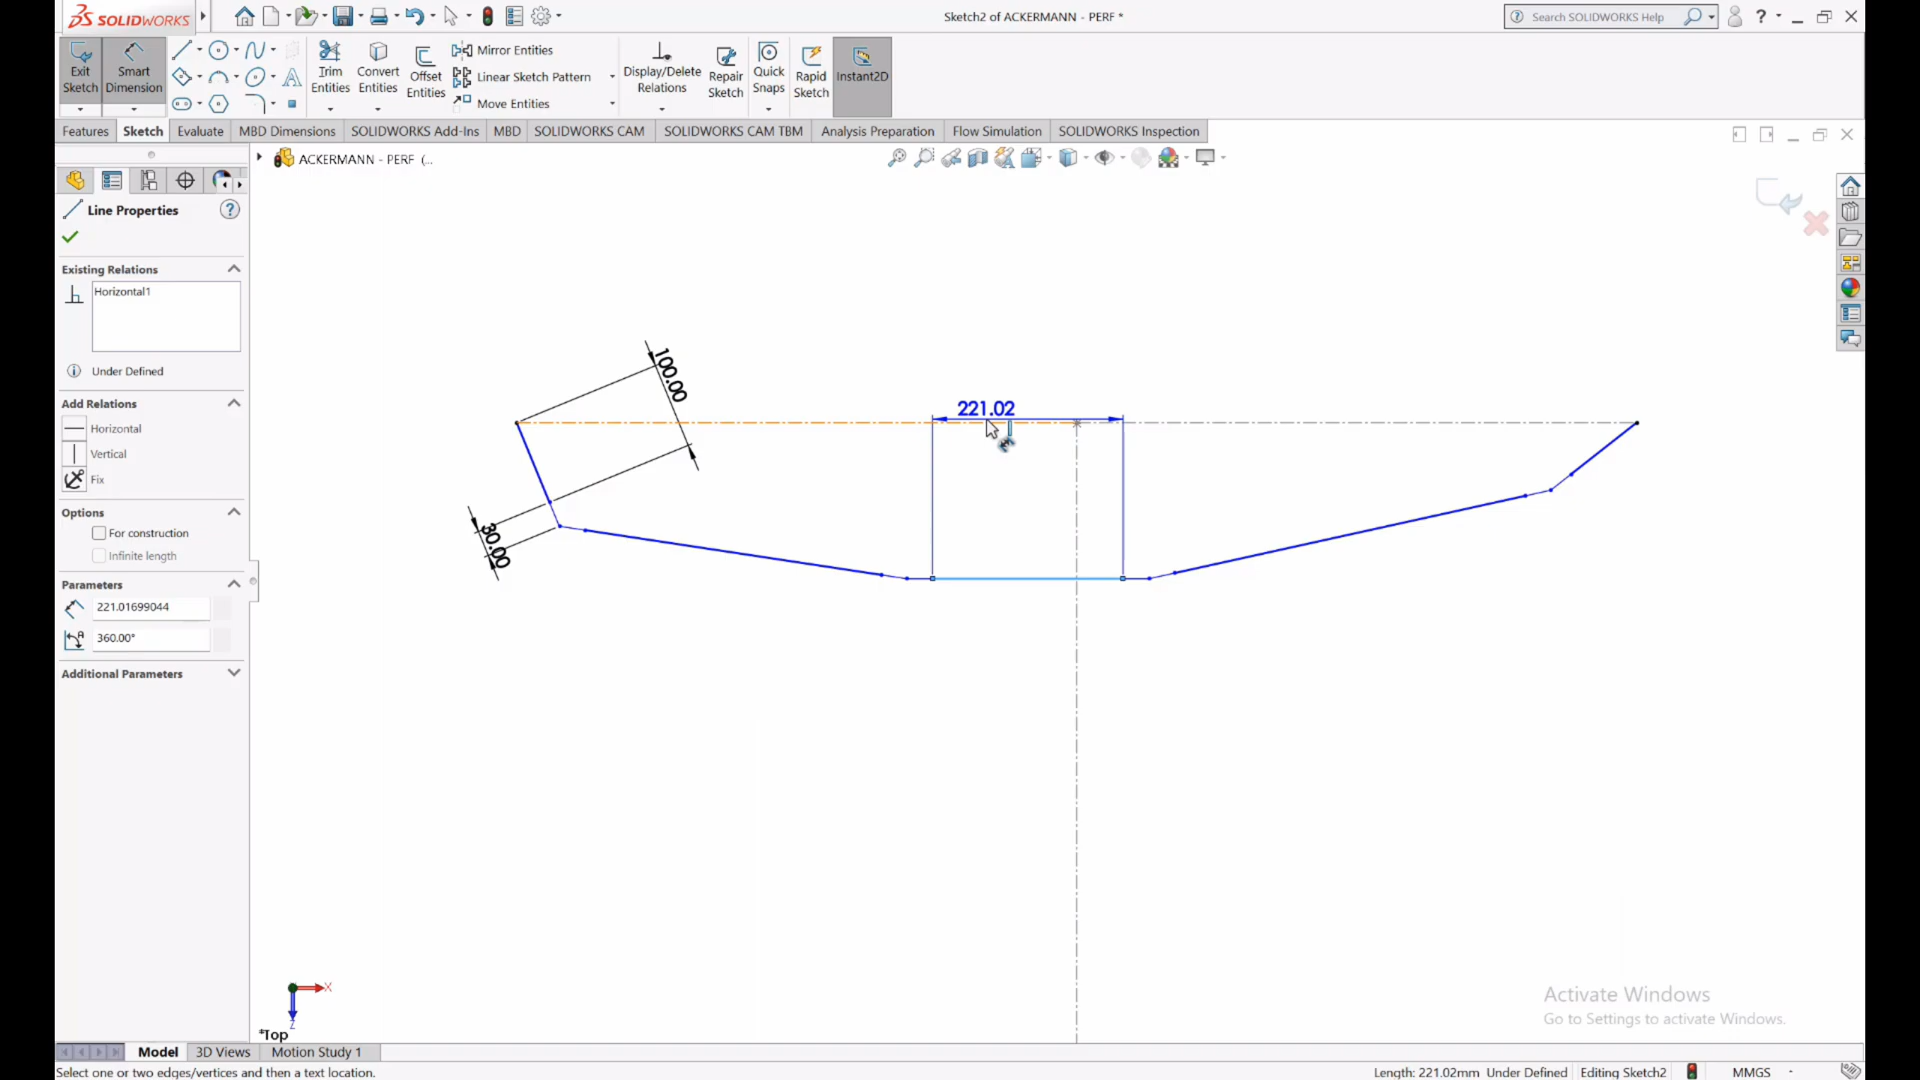 SOLIDWORKS
Sketch2 of ACKERMANN - PERF *
Search SOLIDWORKS Help
?
Exit Sketch
Smart Dimension
Trim Entities
Convert Entities
Offset Entities
Mirror Entities
Linear Sketch Pattern
Move Entities
Display/Delete Relations
Repair Sketch
Quick Snaps
Rapid Sketch
Instant2D
Features
Sketch
Evaluate
MBD Dimensions
SOLIDWORKS Add-Ins
MBD
SOLIDWORKS CAM
SOLIDWORKS CAM TBM
Analysis Preparation
Flow Simulation
SOLIDWORKS Inspection
ACKERMANN - PERF (...
Line Properties
?
Existing Relations
Horizontal1
Under Defined
Add Relations
Horizontal
Vertical
Fix
Options
For construction
Infinite length
Parameters
221.01699044
360.00°
Additional Parameters
100.00
30.00
221.02
X
Z
*Top
Activate Windows
Go to Settings to activate Windows.
Model
3D Views
Motion Study 1
Select one or two edges/vertices and then a text location.
Length: 221.02mm
Under Defined
Editing Sketch2
MMGS
-